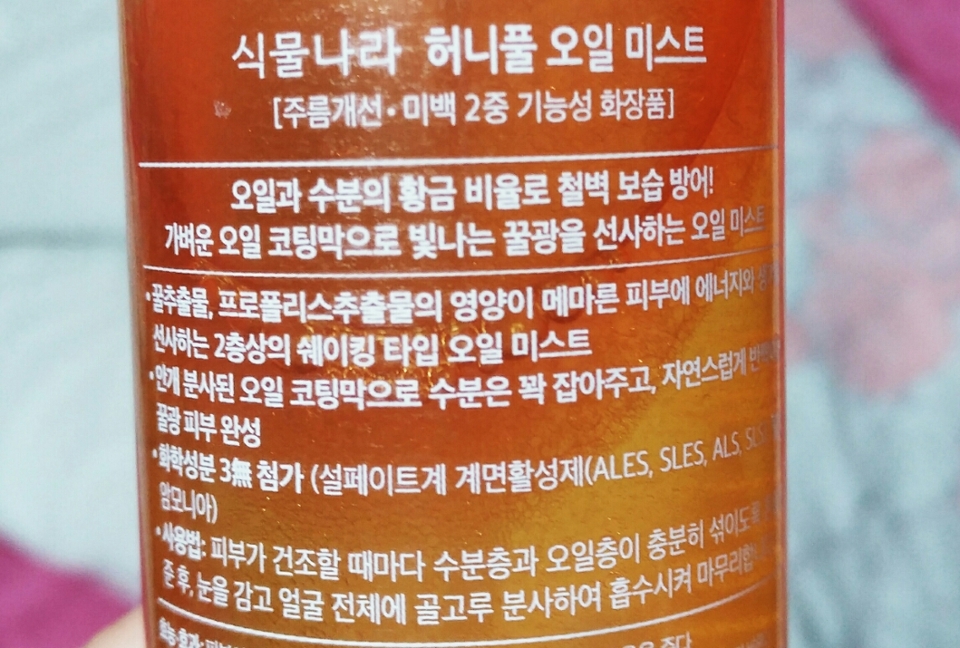 식물나라 허니풀 오일 미스트
[주름개선·미백 2중 기능성 화장품]
오일과 수분의 황금 비율로 철벽 보습 방어!
가벼운 오일 코팅막으로 빛나는 꿀광을 선사하는 오일 미스트
•꿀추출물, 프로폴리스추출물의 영양이 메마른 피부에 에너지와
선사하는 2층상의 쉐이킹 타입 오일 미스트
•안개 분사된 오일 코팅막으로 수분은 꽉 잡아주고, 자연스럽게
꿀광 피부 완성
•화학성분 3無 첨가 (설페이트계 계면활성제(ALES, SLES, ALS,
암모니아)
•사용법: 피부가 건조할 때마다 수분층과 오일층이 충분히 섞이도록
준 후, 눈을 감고 얼굴 전체에 골고루 분사하여 흡수시켜